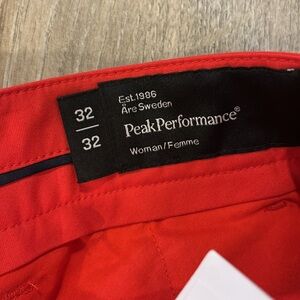 32
32
Est.1986
Åre Sweden
PeakPerformance®
Woman/Femme